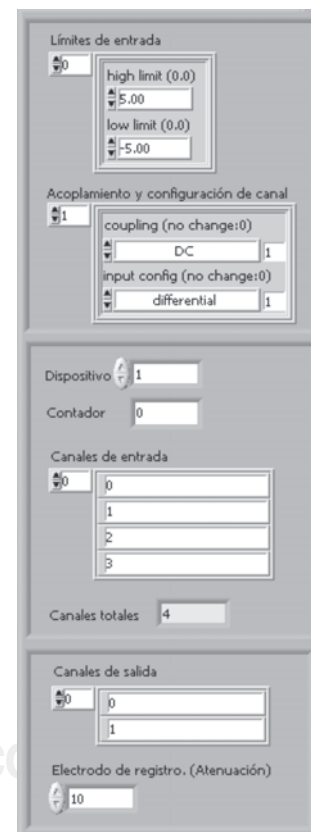 Límites de entrada
0
high limit (0.0)
5.00
low limit (0.0)
-5.00
Acoplamiento y configuración de canal
1
coupling (no change:0)
DC 1
input config (no change:0)
differential 1
Dispositivo 1
Contador 0
Canales de entrada
0 0
1
2
3
Canales totales 4
Canales de salida
0 0
1
Electrodo de registro. (Atenuación)
10